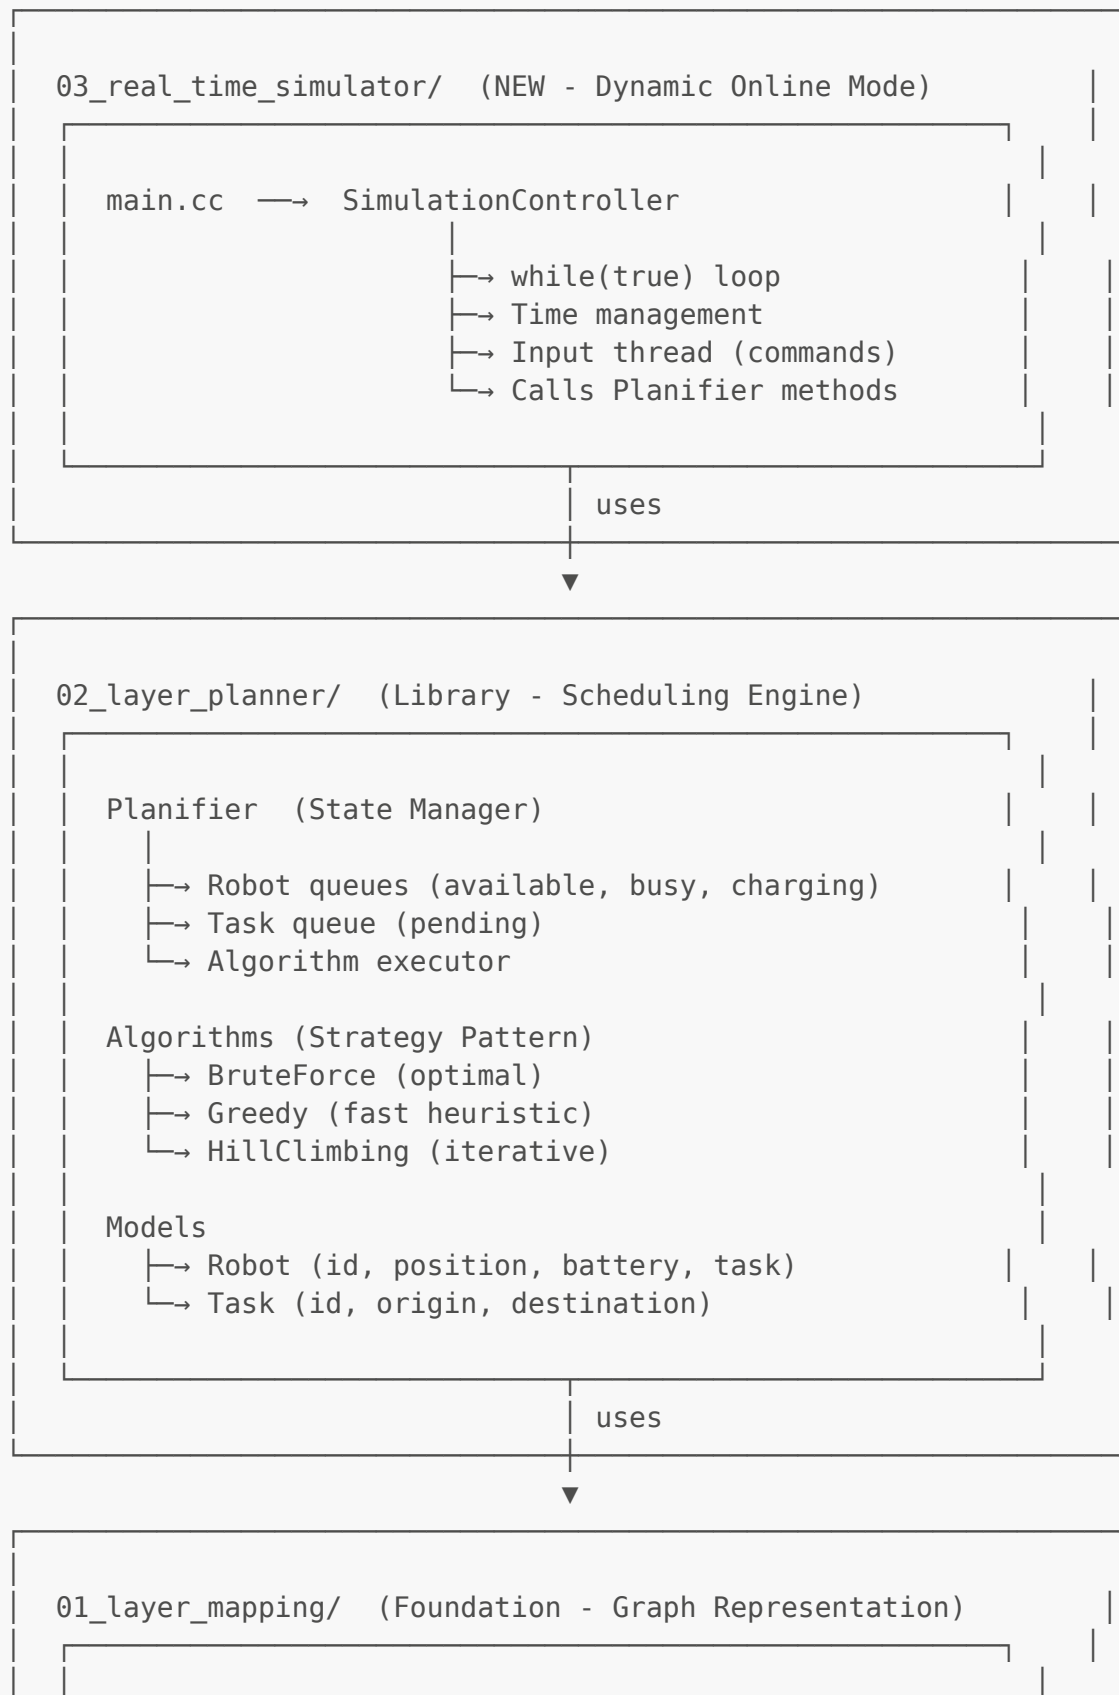 03_real_time_simulator/  (NEW - Dynamic Online Mode)
main.cc ──→ SimulationController
├─→ while(true) loop
├─→ Time management
├─→ Input thread (commands)
└─→ Calls Planifier methods
uses
▼
02_layer_planner/  (Library - Scheduling Engine)
Planifier  (State Manager)
├─→ Robot queues (available, busy, charging)
├─→ Task queue (pending)
└─→ Algorithm executor
Algorithms (Strategy Pattern)
├─→ BruteForce (optimal)
├─→ Greedy (fast heuristic)
└─→ HillClimbing (iterative)
Models
├─→ Robot (id, position, battery, task)
└─→ Task (id, origin, destination)
uses
▼
01_layer_mapping/  (Foundation - Graph Representation)